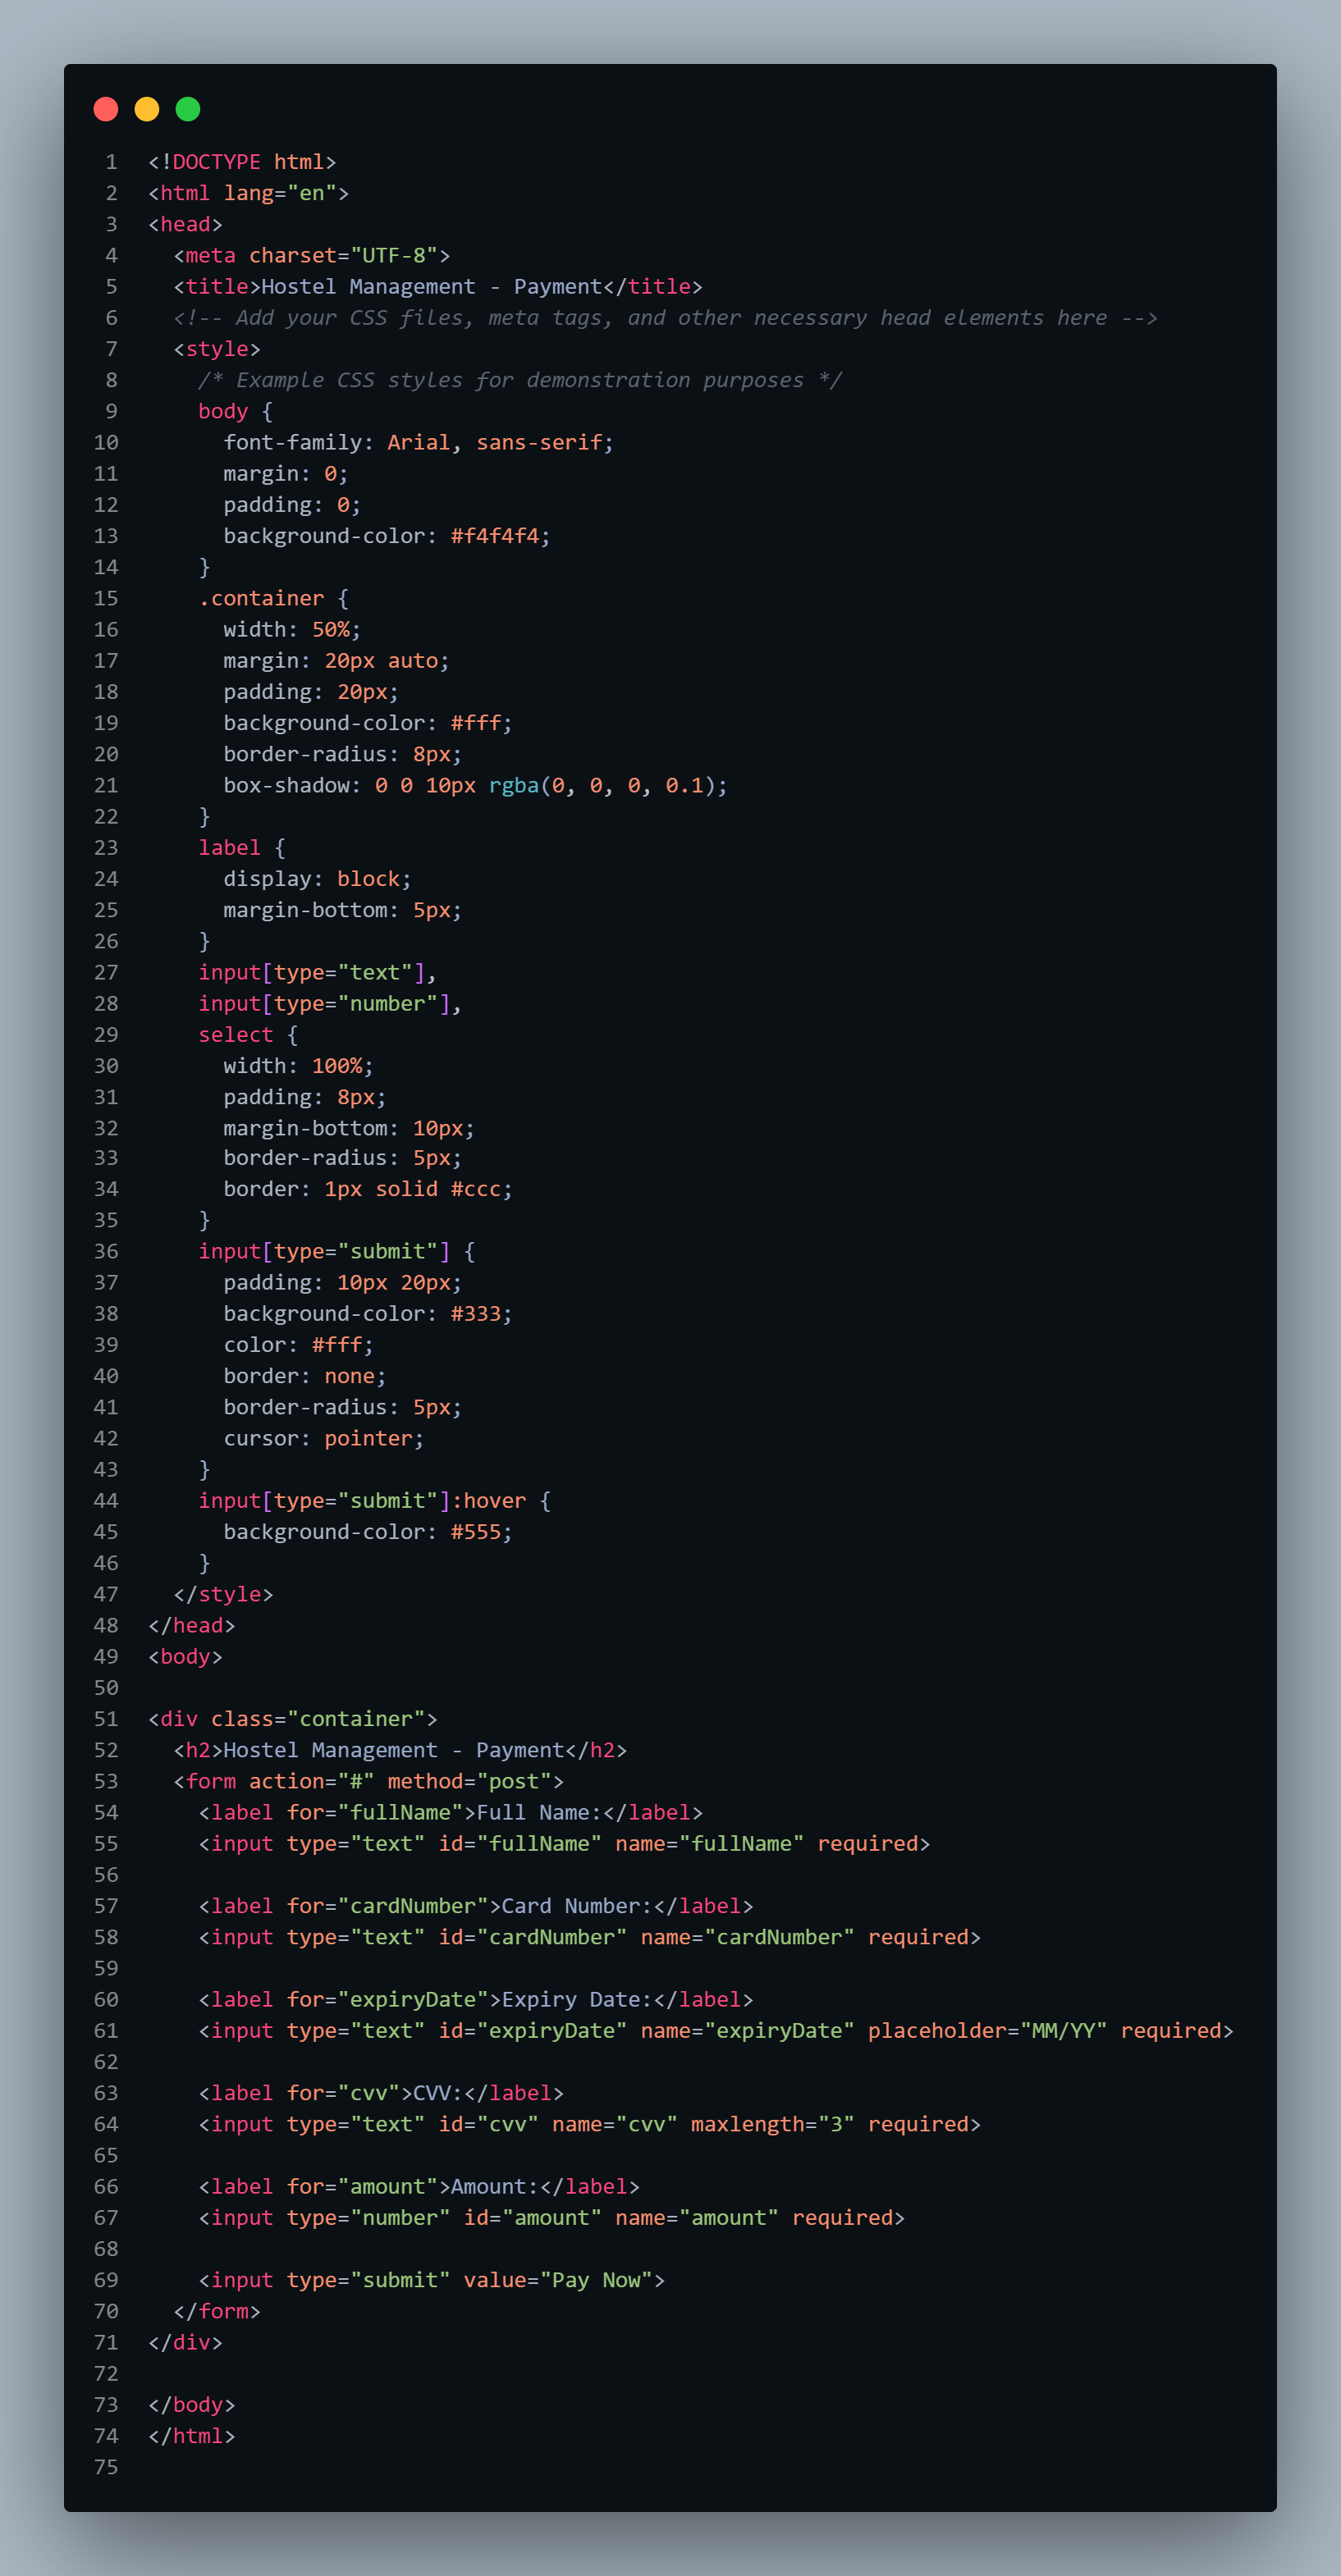 1 <!DOCTYPE html>
2 <html lang="en">
3 <head>
4   <meta charset="UTF-8">
5   <title>Hostel Management - Payment</title>
6   <!-- Add your CSS files, meta tags, and other necessary head elements here -->
7   <style>
8     /* Example CSS styles for demonstration purposes */
9     body {
10       font-family: Arial, sans-serif;
11       margin: 0;
12       padding: 0;
13       background-color: #f4f4f4;
14     }
15     .container {
16       width: 50%;
17       margin: 20px auto;
18       padding: 20px;
19       background-color: #fff;
20       border-radius: 8px;
21       box-shadow: 0 0 10px rgba(0, 0, 0, 0.1);
22     }
23     label {
24       display: block;
25       margin-bottom: 5px;
26     }
27     input[type="text"],
28     input[type="number"],
29     select {
30       width: 100%;
31       padding: 8px;
32       margin-bottom: 10px;
33       border-radius: 5px;
34       border: 1px solid #ccc;
35     }
36     input[type="submit"] {
37       padding: 10px 20px;
38       background-color: #333;
39       color: #fff;
40       border: none;
41       border-radius: 5px;
42       cursor: pointer;
43     }
44     input[type="submit"]:hover {
45       background-color: #555;
46     }
47   </style>
48 </head>
49 <body>
50
51 <div class="container">
52   <h2>Hostel Management - Payment</h2>
53   <form action="#" method="post">
54     <label for="fullName">Full Name:</label>
55     <input type="text" id="fullName" name="fullName" required>
56
57     <label for="cardNumber">Card Number:</label>
58     <input type="text" id="cardNumber" name="cardNumber" required>
59
60     <label for="expiryDate">Expiry Date:</label>
61     <input type="text" id="expiryDate" name="expiryDate" placeholder="MM/YY" required>
62
63     <label for="cvv">CVV:</label>
64     <input type="text" id="cvv" name="cvv" maxlength="3" required>
65
66     <label for="amount">Amount:</label>
67     <input type="number" id="amount" name="amount" required>
68
69     <input type="submit" value="Pay Now">
70   </form>
71 </div>
72
73 </body>
74 </html>
75